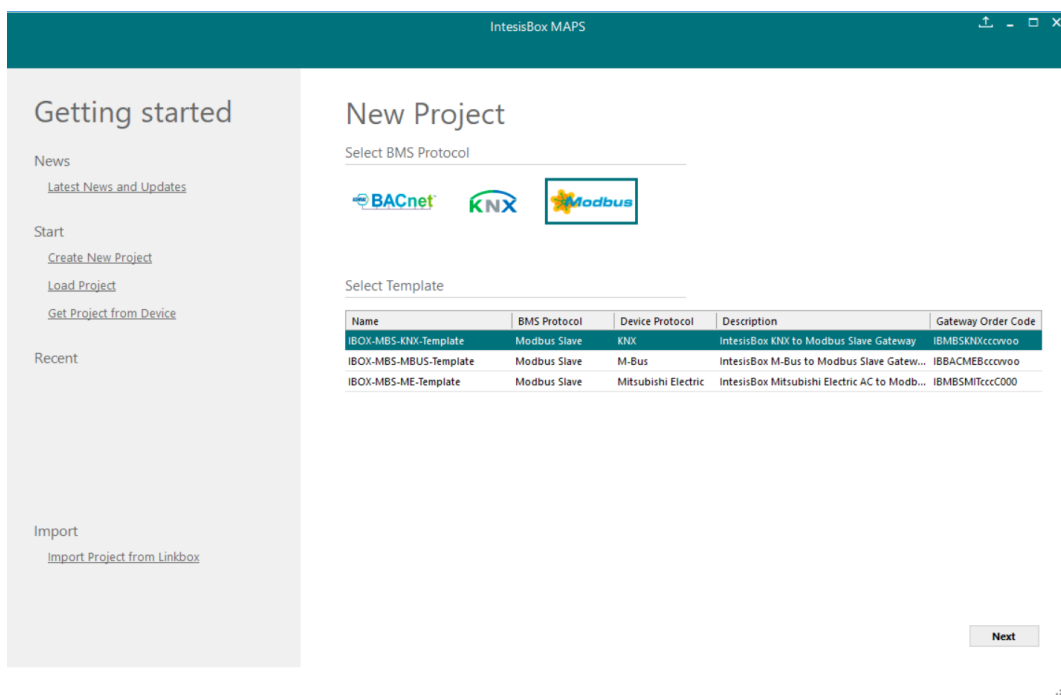 IntesisBox MAPS
Getting started
News
Latest News and Updates
Start
Create New Project
Load Project
Get Project from Device
Recent
Import
Import Project from Linkbox
New Project
Select BMS Protocol
BACnet KNX Modbus
Select Template
Name BMS Protocol Device Protocol Description Gateway Order Code
IBOX-MBS-KNX-Template Modbus Slave KNX IntesisBox KNX to Modbus Slave Gateway IBMBSKNXcccvvoo
IBOX-MBS-MBUS-Template Modbus Slave M-Bus IntesisBox M-Bus to Modbus Slave Gatew... IBBACMEBcccvvoo
IBOX-MBS-ME-Template Modbus Slave Mitsubishi Electric IntesisBox Mitsubishi Electric AC to Modb... IBMBSMITcccC000
Next